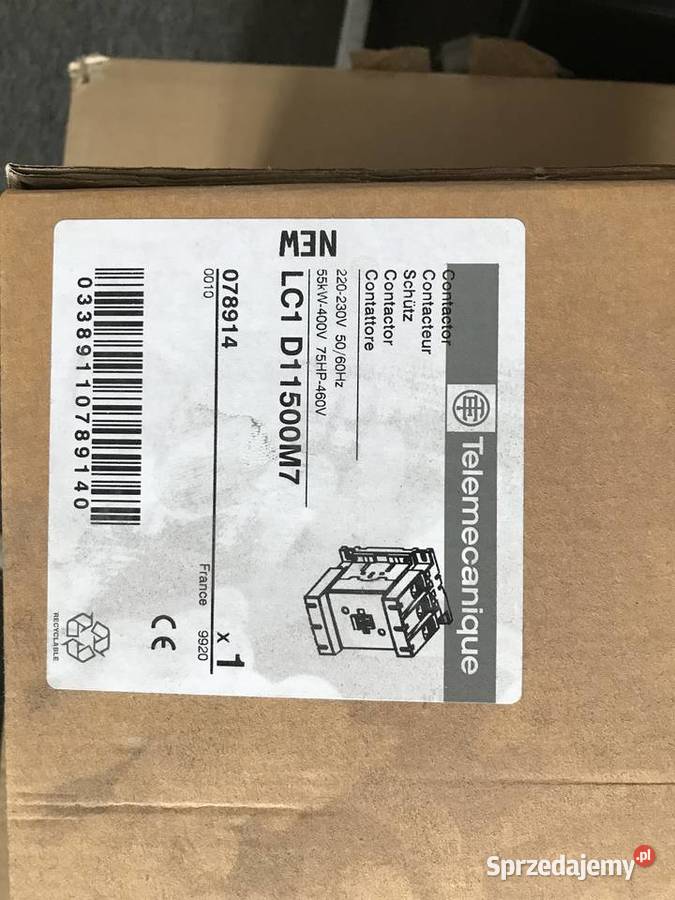 Telemecanique
Contactor
Contacteur
Schütz
Contactor
Contattore
220-230V 50/60Hz
55kW-400V 75HP-460V
NEW
LC1 D11500M7
078914
x 1
0010
France
9920
03389110789140
CE
RECYCLABLE
Sprzedajemy.pl